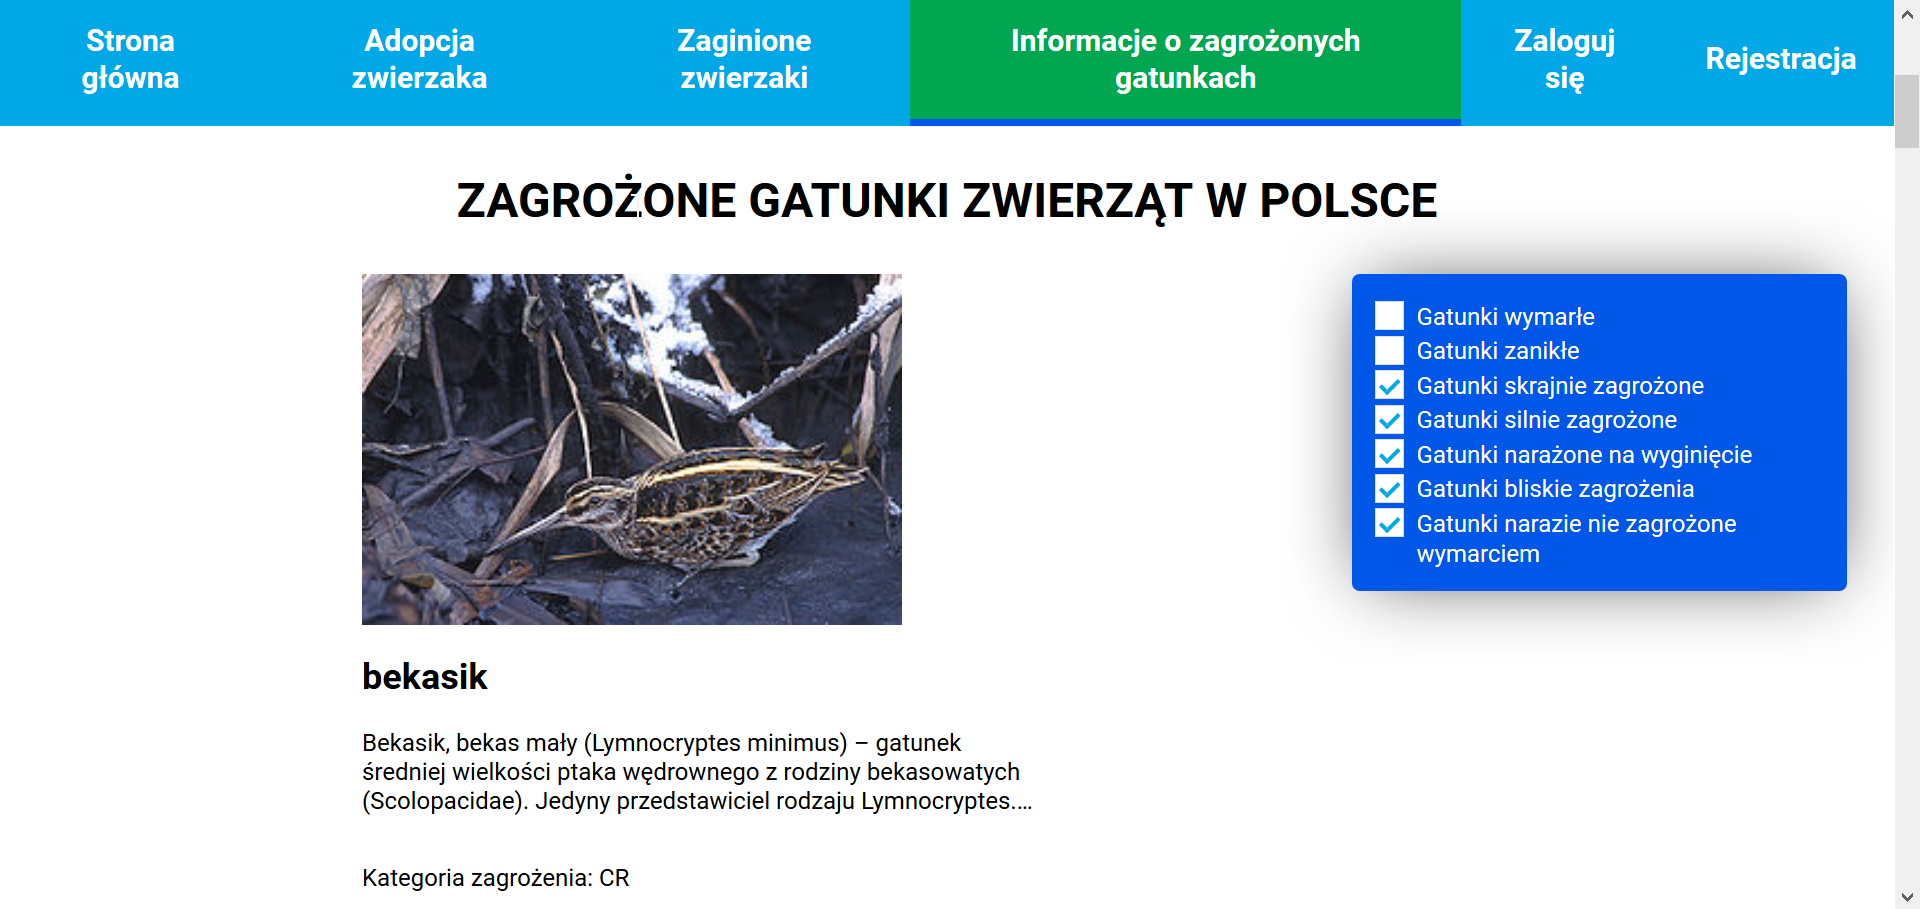 Strona
główna
Adopcja
zwierzaka
Zaginione
zwierzaki
Informacje o zagrożonych
gatunkach
Zaloguj
się
Rejestracja
ZAGROŻONE GATUNKI ZWIERZĄT W POLSCE
Gatunki wymarłe
Gatunki zanikłe
Gatunki skrajnie zagrożone
Gatunki silnie zagrożone
Gatunki narażone na wyginięcie
Gatunki bliskie zagrożenia
Gatunki narazie nie zagrożone
wymarciem
bekasik
Bekasik, bekas mały (Lymnocryptes minimus) – gatunek
średniej wielkości ptaka wędrownego z rodziny bekasowatych
(Scolopacidae). Jedyny przedstawiciel rodzaju Lymnocryptes....
Kategoria zagrożenia: CR